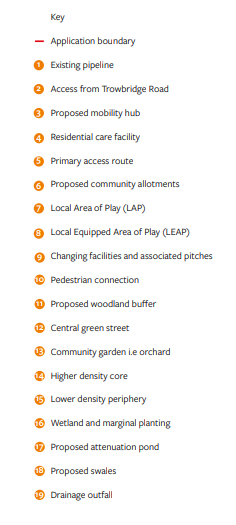 Key
Application boundary
1 Existing pipeline
2 Access from Trowbridge Road
3 Proposed mobility hub
4 Residential care facility
5 Primary access route
6 Proposed community allotments
7 Local Area of Play (LAP)
8 Local Equipped Area of Play (LEAP)
9 Changing facilities and associated pitches
10 Pedestrian connection
11 Proposed woodland buffer
12 Central green street
13 Community garden i.e orchard
14 Higher density core
15 Lower density periphery
16 Wetland and marginal planting
17 Proposed attenuation pond
18 Proposed swales
19 Drainage outfall